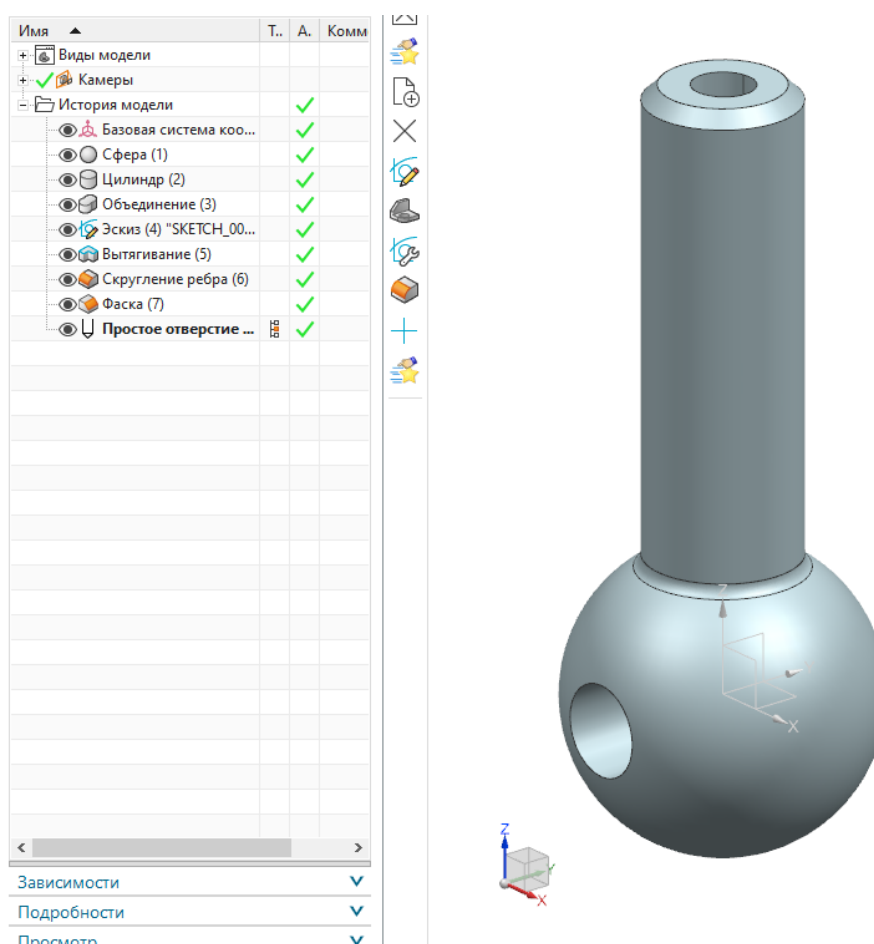 Имя Т.. А. Комм
Виды модели
Камеры
История модели
Базовая система коо...
Сфера (1)
Цилиндр (2)
Объединение (3)
Эскиз (4) "SKETCH_00...
Вытягивание (5)
Скругление ребра (6)
Фаска (7)
Простое отверстие ...
Зависимости
Подробности
Просмотр
Z
X
Z
Y
X